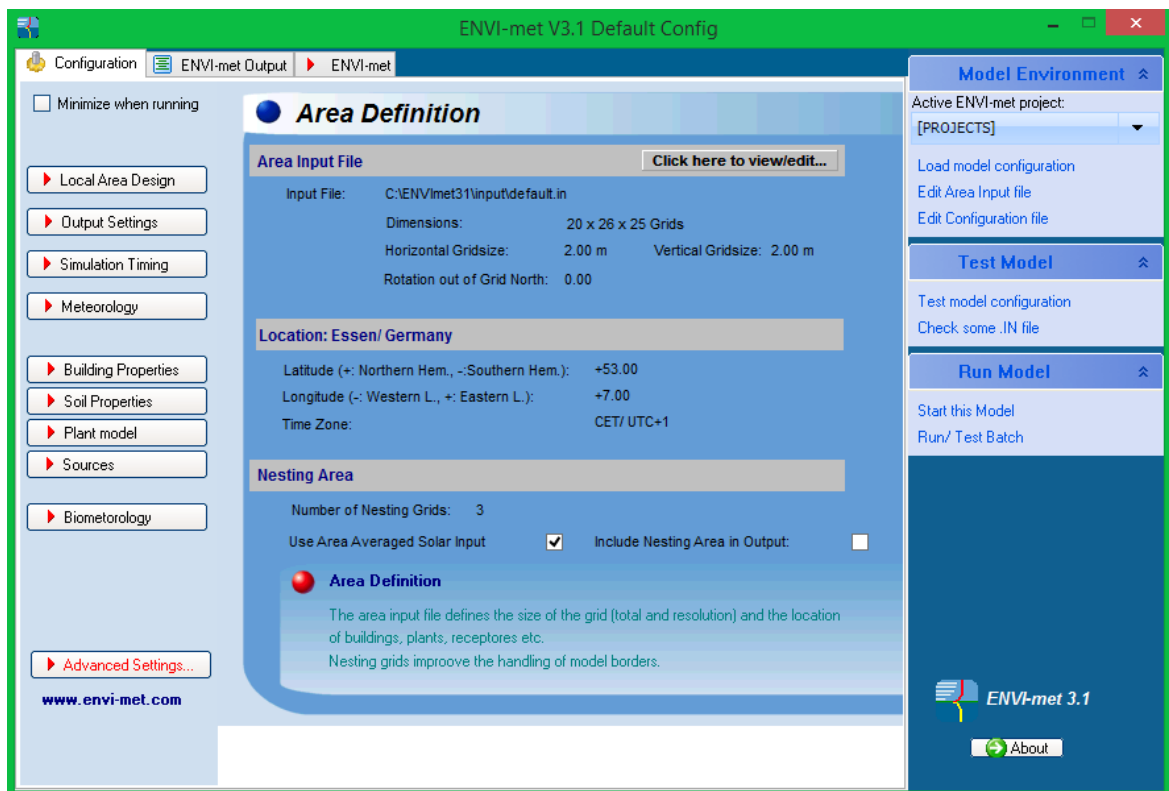 ENVI-met V3.1 Default Config
Configuration
ENVI-met Output
ENVI-met
Minimize when running
Local Area Design
Output Settings
Simulation Timing
Meteorology
Building Properties
Soil Properties
Plant model
Sources
Biometorology
Advanced Settings...
www.envi-met.com
Area Definition
Area Input File
Click here to view/edit...
Input File: C:\ENVImet31\input\default.in
Dimensions: 20 x 26 x 25 Grids
Horizontal Gridsize: 2.00 m Vertical Gridsize: 2.00 m
Rotation out of Grid North: 0.00
Location: Essen/ Germany
Latitude (+: Northern Hem., -:Southern Hem.): +53.00
Longitude (-: Western L., +: Eastern L.): +7.00
Time Zone: CET/ UTC+1
Nesting Area
Number of Nesting Grids: 3
Use Area Averaged Solar Input Include Nesting Area in Output:
Area Definition
The area input file defines the size of the grid (total and resolution) and the location
of buildings, plants, receptores etc.
Nesting grids improove the handling of model borders.
Model Environment
Active ENVI-met project:
[PROJECTS]
Load model configuration
Edit Area Input file
Edit Configuration file
Test Model
Test model configuration
Check some .IN file
Run Model
Start this Model
Run/ Test Batch
ENVI-met 3.1
About